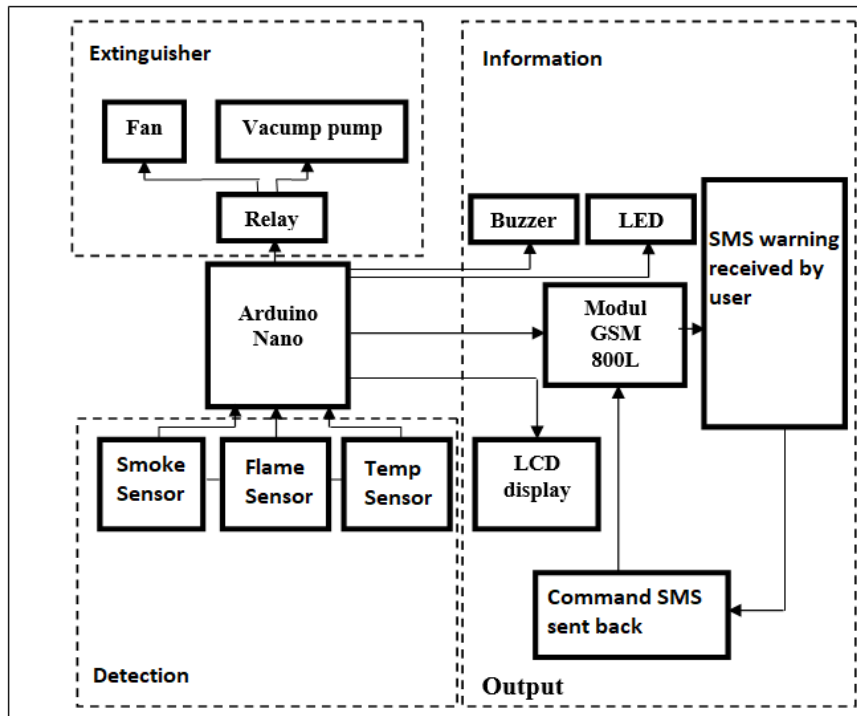 Extinguisher
Fan
Vacump pump
Relay
Information
Buzzer
LED
SMS warning
received by
user
Arduino
Nano
Modul
GSM
800L
Smoke
Sensor
Flame
Sensor
Temp
Sensor
LCD
display
Command SMS
sent back
Detection
Output